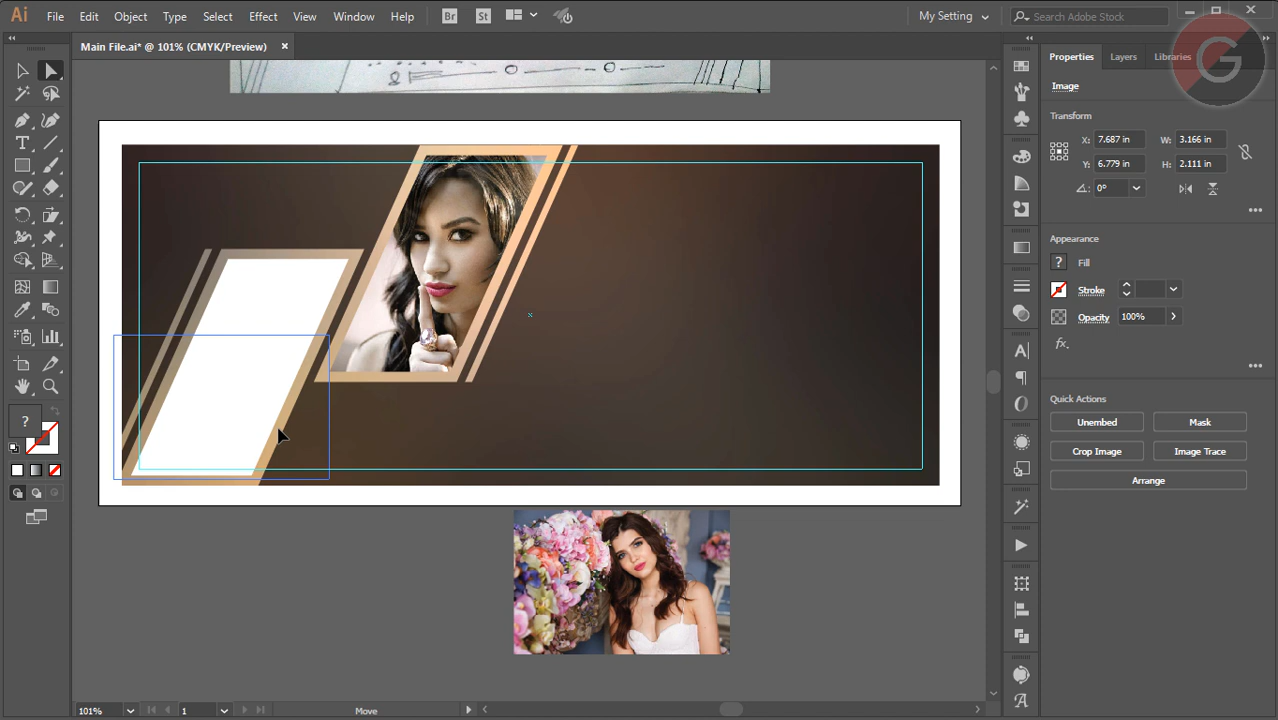 Ai File Edit Object Type Select Effect View Window Help Br St My Setting Search Adobe Stock
Main File.ai* @ 101% (CMYK/Preview) ×
Properties Layers Libraries
G
Image
Transform
X: 7.687 in W: 3.166 in
Y: 6.779 in H: 2.111 in
0°
Appearance
? Fill
Stroke
Opacity 100%
fx.
Quick Actions
Unembed Mask
Crop Image Image Trace
Arrange
?
101% 1 Move